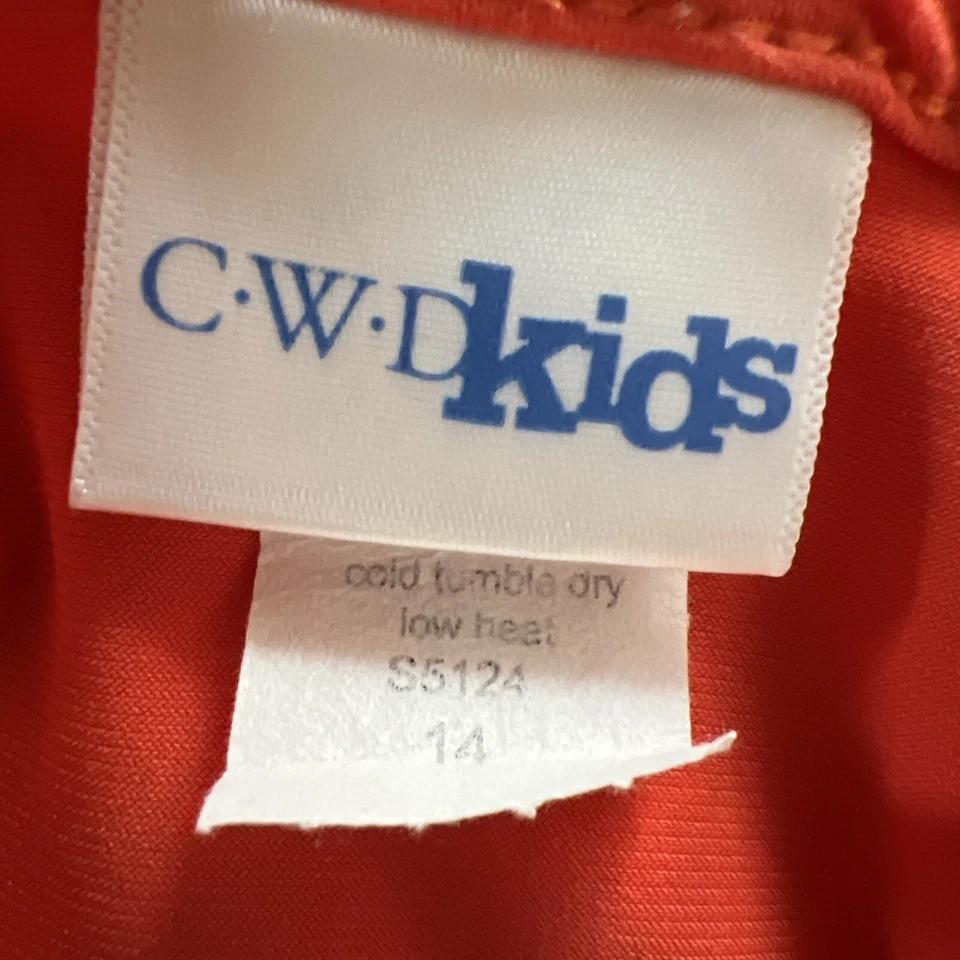 C·W·Dkids
cold tumble dry
low heat
S5124
14